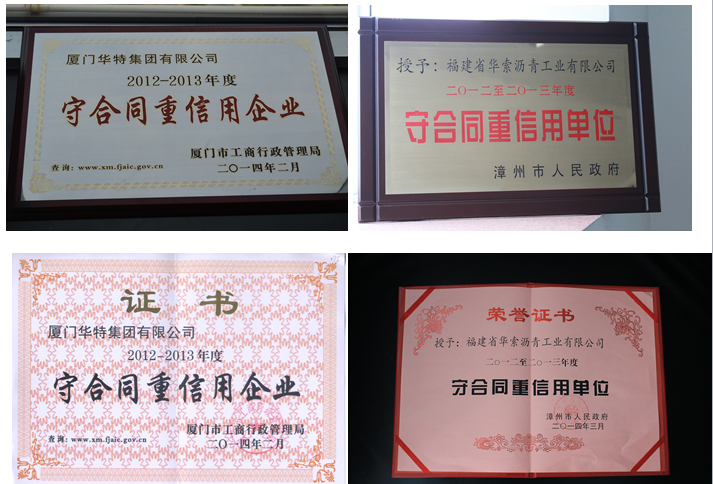 厦门华特集团有限公司
2012-2013年度
守合同重信用企业
厦门市工商行政管理局
查询：www.xm.fjaic.gov.cn
二〇一四年二月
授予：福建省华索沥青工业有限公司
二〇一二至二〇一三年度
守合同重信用单位
漳州市人民政府
证 书
厦门华特集团有限公司
2012-2013年度
守合同重信用企业
厦门市工商行政管理局
查询：www.xm.fjaic.gov.cn
二〇一四年二月
荣誉证书
授予：福建省华索沥青工业有限公司
二〇一二至二〇一三年度
守合同重信用单位
漳州市人民政府
二〇一四年三月